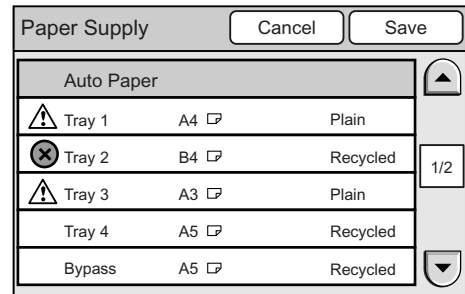 Paper Supply Cancel Save
Auto Paper
Tray 1 A4 Plain
Tray 2 B4 Recycled
Tray 3 A3 Plain
Tray 4 A5 Recycled
Bypass A5 Recycled
1/2